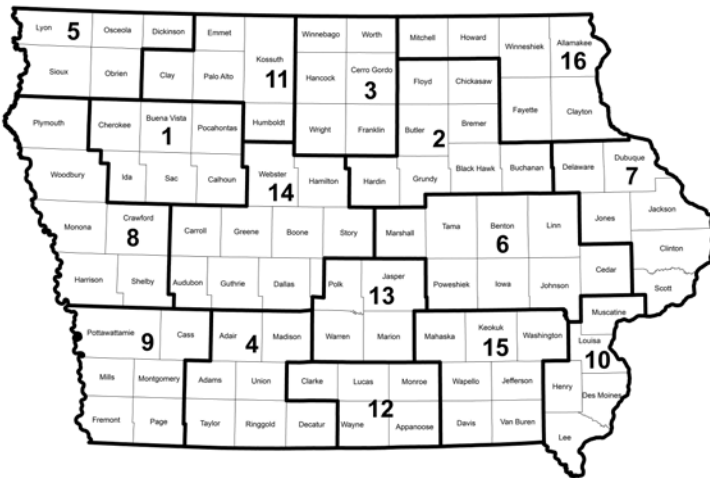 Lyon 5 Osceola Dickinson Emmet Winnebago Worth Mitchell Howard
Winneshiek Allamakee 16
Kossuth 11
Sioux Obrien Clay Palo Alto Hancock Cerro Gordo 3 Floyd Chickasaw
Fayette Clayton
Plymouth Cherokee Buena Vista 1 Pocahontas Humboldt Wright Franklin Butler 2 Bremer
Woodbury Ida Sac Calhoun Webster 14 Hamilton Hardin Grundy Black Hawk Buchanan Delaware Dubuque 7
Monona Crawford 8 Carroll Greene Boone Story Marshall Tama Benton 6 Linn Jones Jackson
Clinton
Harrison Shelby Audubon Guthrie Dallas Polk Jasper 13 Poweshiek Iowa Johnson Cedar Scott
Muscatine
Pottawattamie 9 Cass Adair 4 Madison Warren Marion Mahaska Keokuk 15 Washington Louisa 10
Mills Montgomery Adams Union Clarke Lucas Monroe Wapello Jefferson Henry Des Moines
12
Fremont Page Taylor Ringgold Decatur Wayne Appanoose Davis Van Buren Lee